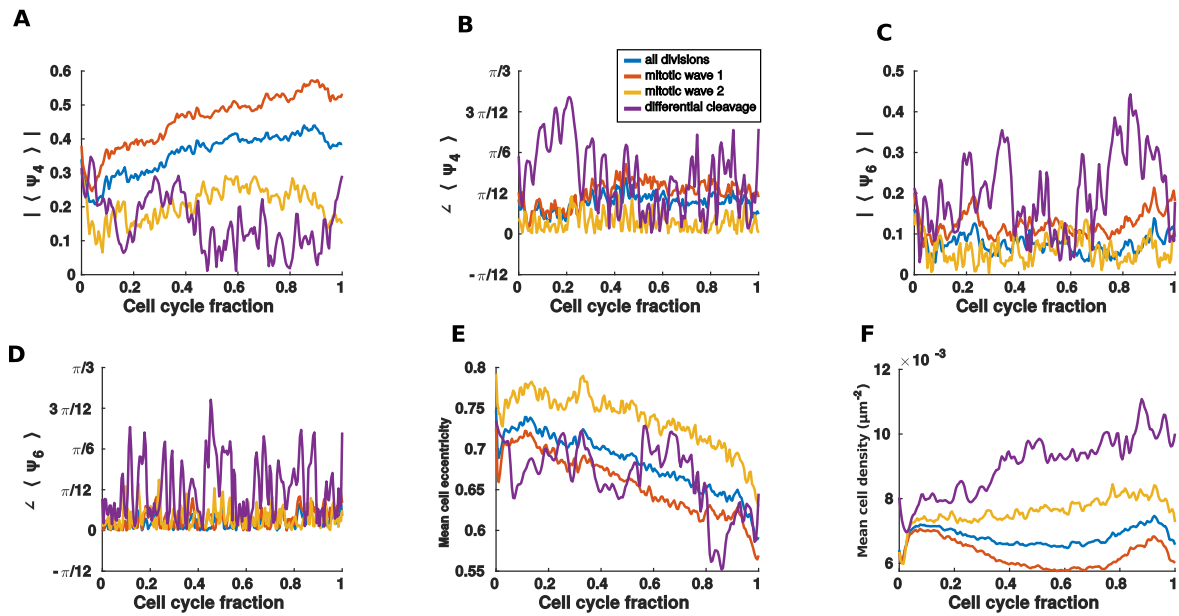 A
| ⟨ Ψ4 ⟩ |
0.6
0.5
0.4
0.3
0.2
0.1
0
0 0.2 0.4 0.6 0.8 1
Cell cycle fraction
B
∠ ⟨ Ψ4 ⟩
π/3
3 π/12
π/6
π/12
0
- π/12
0 0.2 0.4 0.6 0.8 1
Cell cycle fraction
all divisions
mitotic wave 1
mitotic wave 2
differential cleavage
C
| ⟨ Ψ6 ⟩ |
0.5
0.4
0.3
0.2
0.1
0
0 0.2 0.4 0.6 0.8 1
Cell cycle fraction
D
∠ ⟨ Ψ6 ⟩
π/3
3 π/12
π/6
π/12
0
- π/12
0 0.2 0.4 0.6 0.8 1
Cell cycle fraction
E
Mean cell eccentricity
0.8
0.75
0.7
0.65
0.6
0.55
0 0.2 0.4 0.6 0.8 1
Cell cycle fraction
F
Mean cell density (μm⁻²)
× 10 ⁻³
12
10
8
6
0 0.2 0.4 0.6 0.8 1
Cell cycle fraction